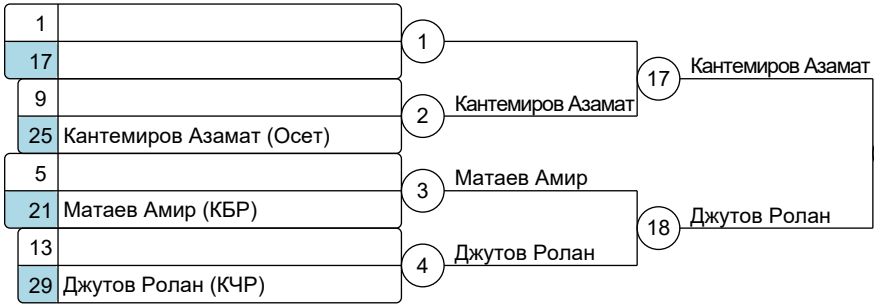 1
17
1
9
25 Кантемиров Азамат (Осет)
2
Кантемиров Азамат
17
Кантемиров Азамат
5
21 Матаев Амир (КБР)
3
Матаев Амир
13
29 Джутов Ролан (КЧР)
4
Джутов Ролан
18
Джутов Ролан